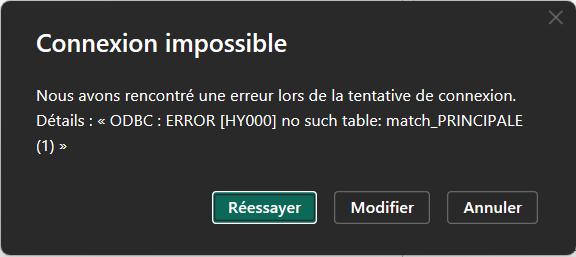 Connexion impossible
Nous avons rencontré une erreur lors de la tentative de connexion.
Détails : « ODBC : ERROR [HY000] no such table: match_PRINCIPALE
(1) »
Réessayer
Modifier
Annuler